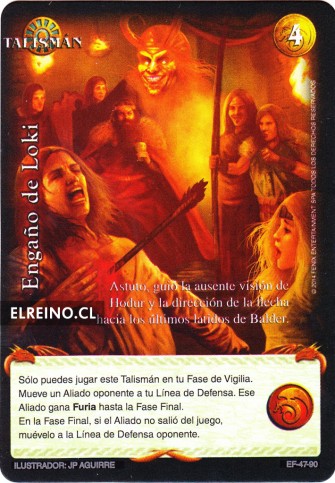 TALISMAN
4
Engaño de Loki
© 2014 FENIX ENTERTAINMENT SPA TODOS LOS DERECHOS RESERVADOS
Astuto, guió la ausente visión de
Hodur y la dirección de la flecha
hacia los últimos latidos de Balder.
ELREINO.CL
Sólo puedes jugar este Talismán en tu Fase de Vigilia.
Mueve un Aliado oponente a tu Línea de Defensa. Ese
Aliado gana Furia hasta la Fase Final.
En la Fase Final, si el Aliado no salió del juego,
muévelo a la Línea de Defensa oponente.
ILUSTRADOR: JP AGUIRRE
EF-47-90